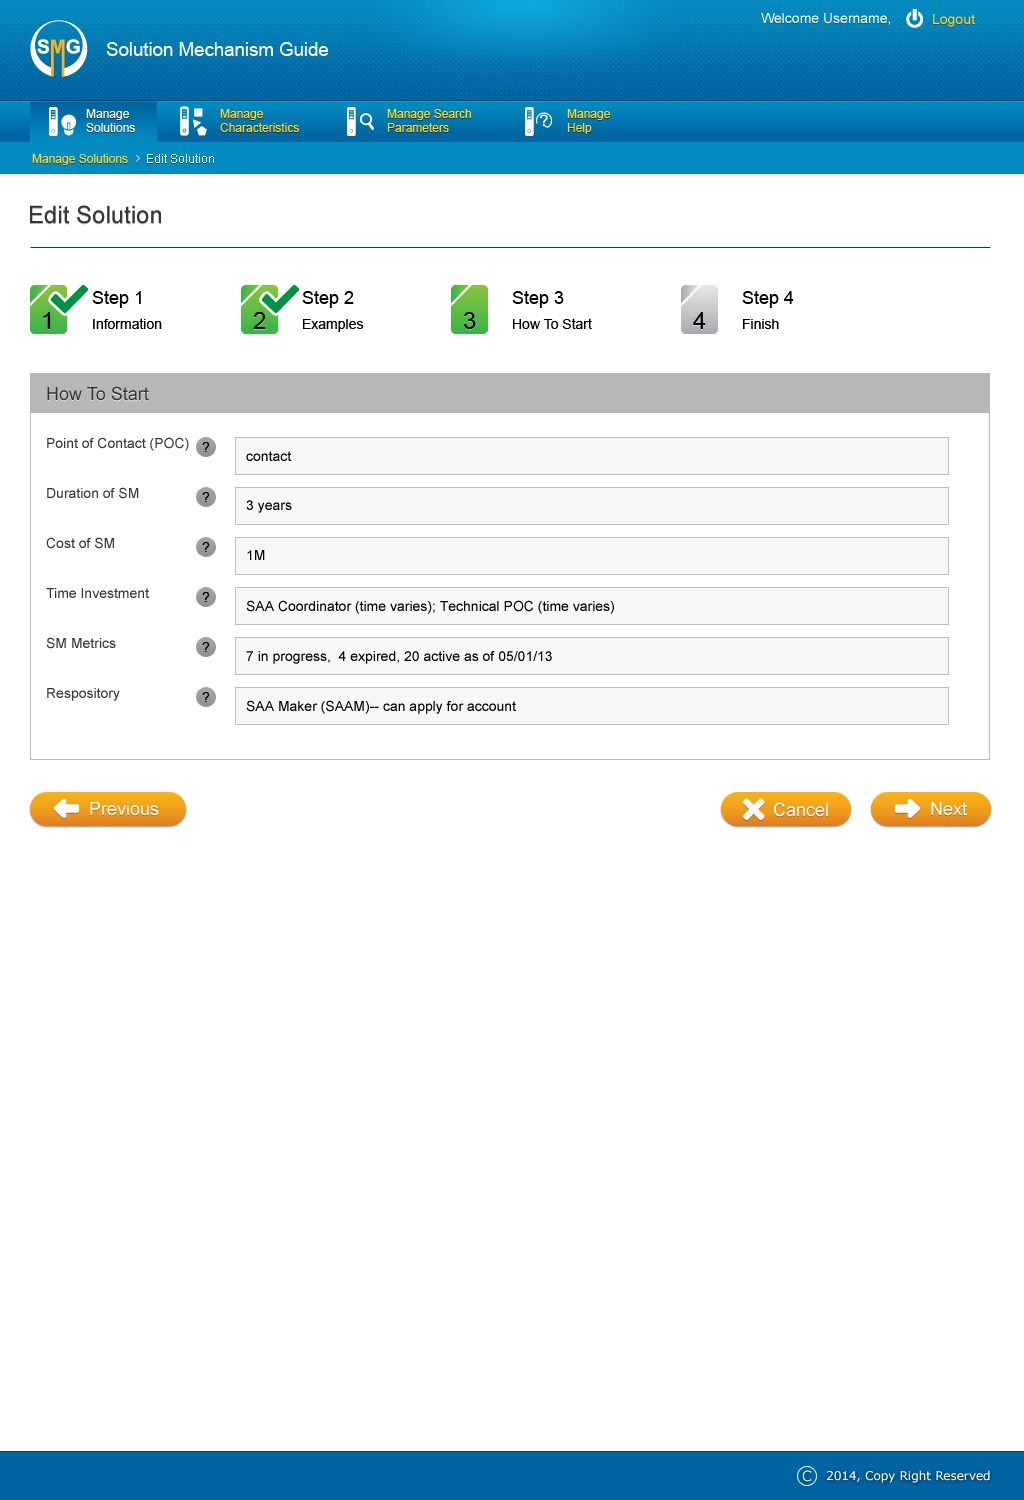 Welcome Username,
Logout
SMG
Solution Mechanism Guide
Manage
Solutions
Manage
Characteristics
Manage Search
Parameters
Manage
Help
Manage Solutions > Edit Solution
Edit Solution
1
Step 1
Information
2
Step 2
Examples
3
Step 3
How To Start
4
Step 4
Finish
How To Start
Point of Contact (POC) ? contact
Duration of SM ? 3 years
Cost of SM ? 1M
Time Investment ? SAA Coordinator (time varies); Technical POC (time varies)
SM Metrics ? 7 in progress,  4 expired, 20 active as of 05/01/13
Respository ? SAA Maker (SAAM)-- can apply for account
Previous
Cancel
Next
© 2014, Copy Right Reserved